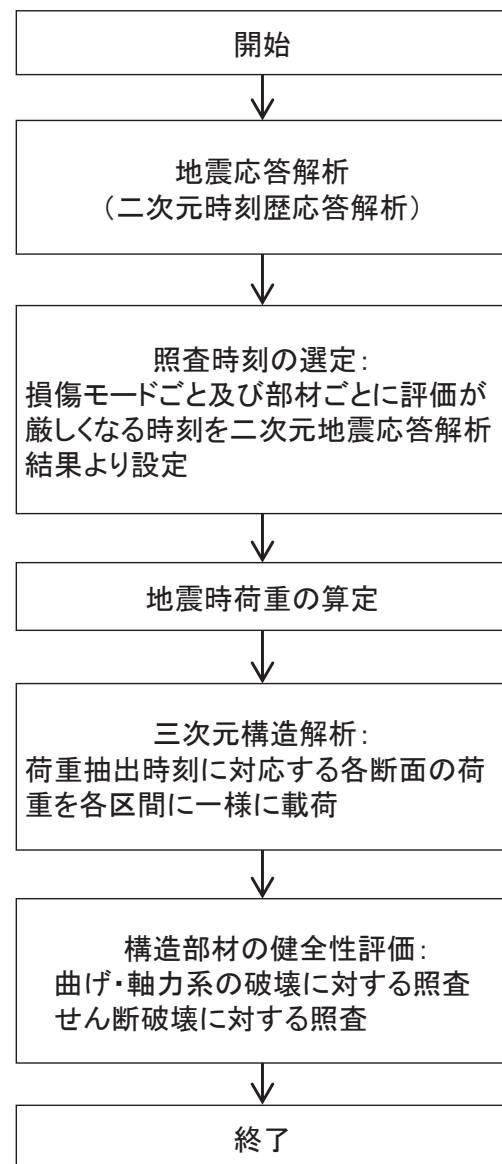 開始
地震応答解析
（二次元時刻歴応答解析）
照査時刻の選定：
損傷モードごと及び部材ごとに評価が
厳しくなる時刻を二次元地震応答解析
結果より設定
地震時荷重の算定
三次元構造解析：
荷重抽出時刻に対応する各断面の荷
重を各区間に一様に載荷
構造部材の健全性評価：
曲げ・軸力系の破壊に対する照査
せん断破壊に対する照査
終了